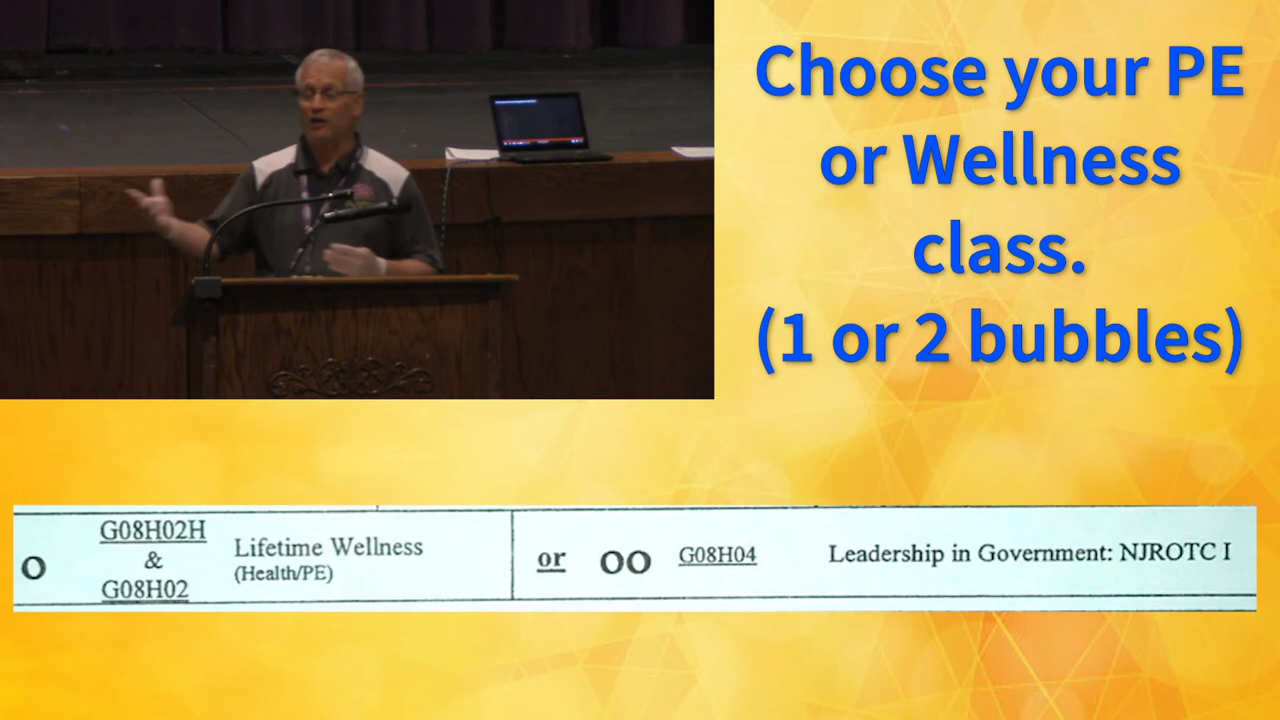 Choose your PE
or Wellness
class.
(1 or 2 bubbles)
O G08H02H & G08H02 Lifetime Wellness (Health/PE) or OO G08H04 Leadership in Government: NJROTC I